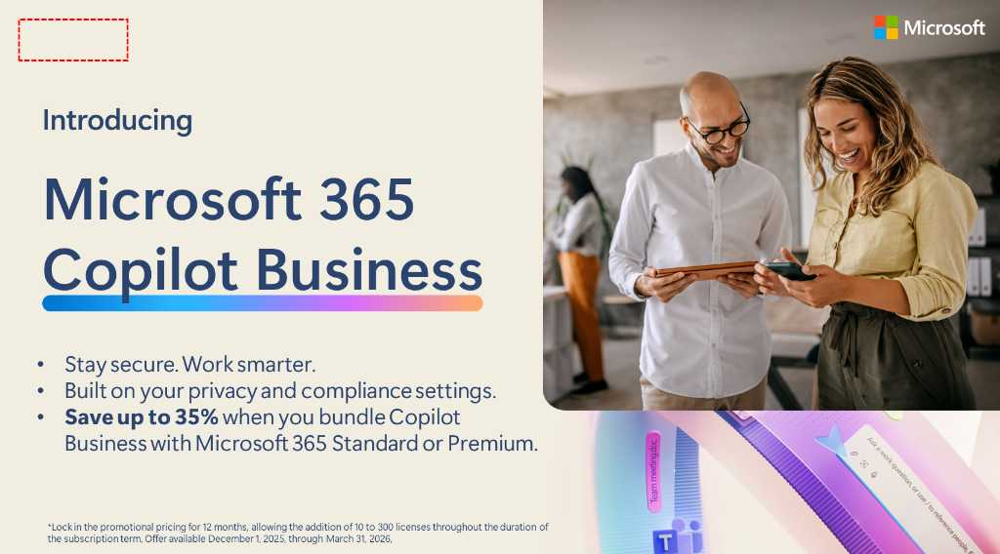 Microsoft
Introducing
Microsoft 365
Copilot Business
• Stay secure. Work smarter.
• Built on your privacy and compliance settings.
• Save up to 35% when you bundle Copilot
Business with Microsoft 365 Standard or Premium.
*Lock in the promotional pricing for 12 months, allowing the addition of 10 to 300 licenses throughout the duration of
the subscription term. Offer available December 1, 2025, through March 31, 2026,
Team meeting.doc
T
Ask a work question, or use / to reference people,